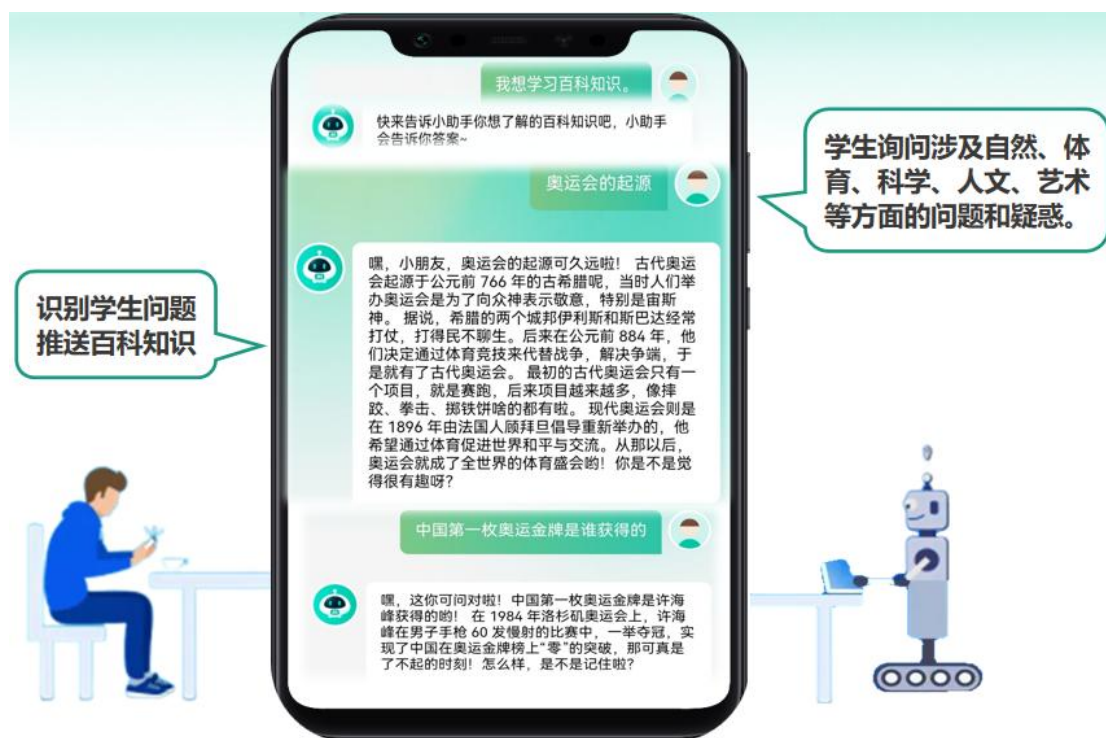 我想学习百科知识。
快来告诉小助手你想了解的百科知识吧，小助手
会告诉你答案~
学生询问涉及自然、体
育、科学、人文、艺术
等方面的问题和疑惑。
奥运会的起源
识别学生问题
推送百科知识
嘿，小朋友，奥运会的起源可久远啦！ 古代奥运
会起源于公元前 766 年的古希腊呢，当时人们举
办奥运会是为了向众神表示敬意，特别是宙斯
神。 据说，希腊的两个城邦伊利斯和斯巴达经常
打仗，打得民不聊生。后来在公元前 884 年，他
们决定通过体育竞技来代替战争，解决争端，于
是就有了古代奥运会。 最初的古代奥运会只有一
个项目，就是赛跑，后来项目越来越多，像摔
跤、拳击、掷铁饼啥的都有啦。 现代奥运会则是
在 1896 年由法国人顾拜旦倡导重新举办的，他
希望通过体育促进世界和平与交流。从那以后，
奥运会就成了全世界的体育盛会哟！你是不是觉
得很有趣呀？
中国第一枚奥运金牌是谁获得的
嘿，这你可问对啦！中国第一枚奥运金牌是许海
峰获得的哟！ 在 1984 年洛杉矶奥运会上，许海
峰在男子手枪 60 发慢射的比赛中，一举夺冠，实
现了中国在奥运金牌榜上“零”的突破，那可真是
了不起的时刻！怎么样，是不是记住啦？